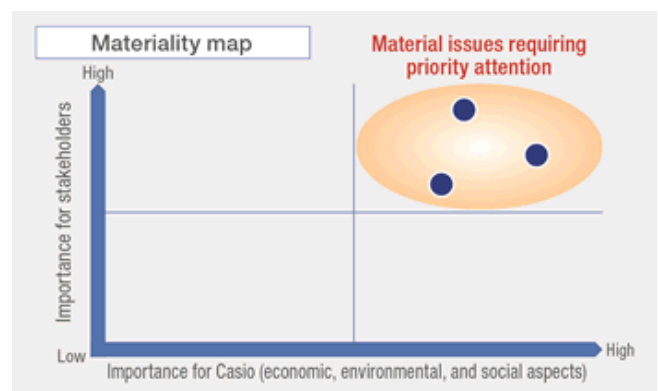 Materiality map
Material issues requiring
priority attention
High
Importance for stakeholders
Low
High
Importance for Casio (economic, environmental, and social aspects)